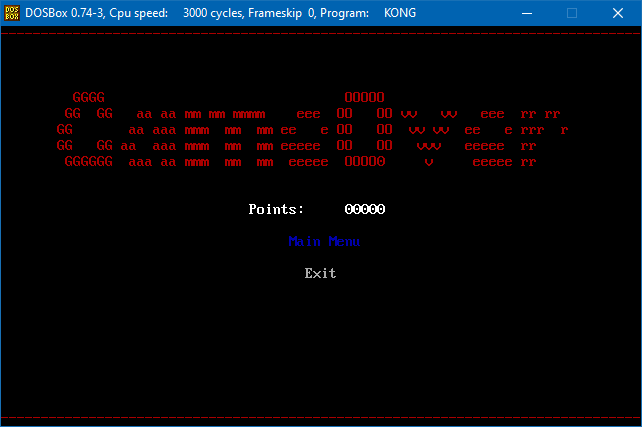 DOSBox 0.74-3, Cpu speed: 3000 cycles, Frameskip 0, Program: KONG
  GGGG                              OOOOO
 GG  GG   aa aa mm mm mmmm    eee  OO   OO vv   vv   eee  rr rr
GG       aa aaa mmm  mm  mm ee   e OO   OO  vv vv  ee   e rrr  r
GG   GG aa  aaa mmm  mm  mm eeeee  OO   OO   vvv   eeeee  rr
 GGGGGG  aaa aa mmm  mm  mm  eeeee  OOOOO     v     eeeee rr
Points: 00000
Main Menu
Exit